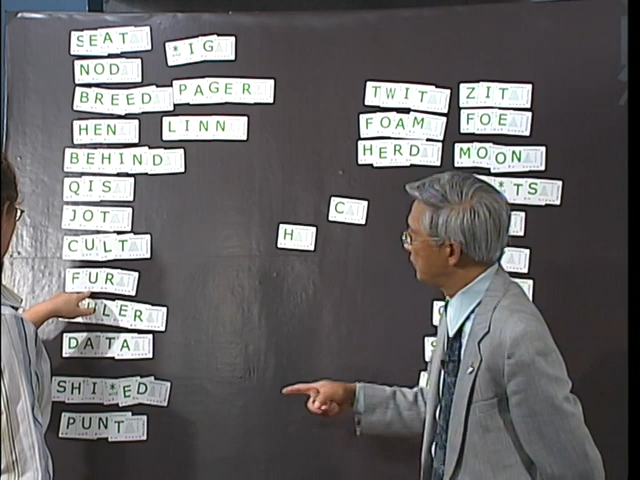 SEAT
*IG
NOD
BREED
PAGER
HEN
LINN
BEHIND
QIS
JOT
CULT
FUR
DATA
SHI*ED
PUNT
H
C
TWIT
ZIT
FOAM
FOE
HERD
MOON